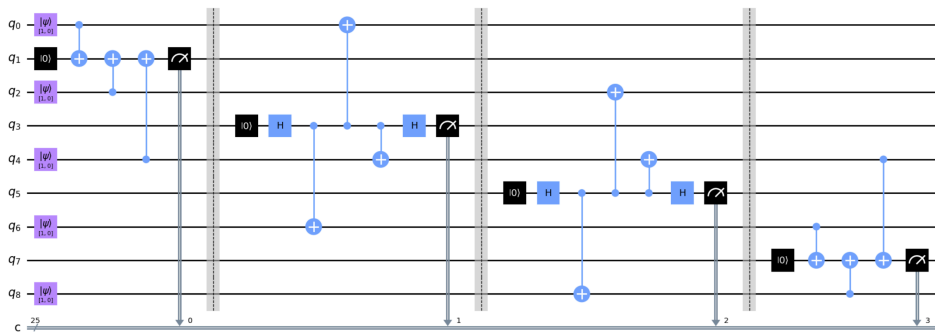 q0 |ψ⟩ [1, 0]
q1 |0⟩
q2 |ψ⟩ [1, 0]
q3 |0⟩ H H
q4 |ψ⟩ [1, 0]
q5 |0⟩ H H
q6 |ψ⟩ [1, 0]
q7 |0⟩
q8 |ψ⟩ [1, 0]
c 25 0 1 2 3